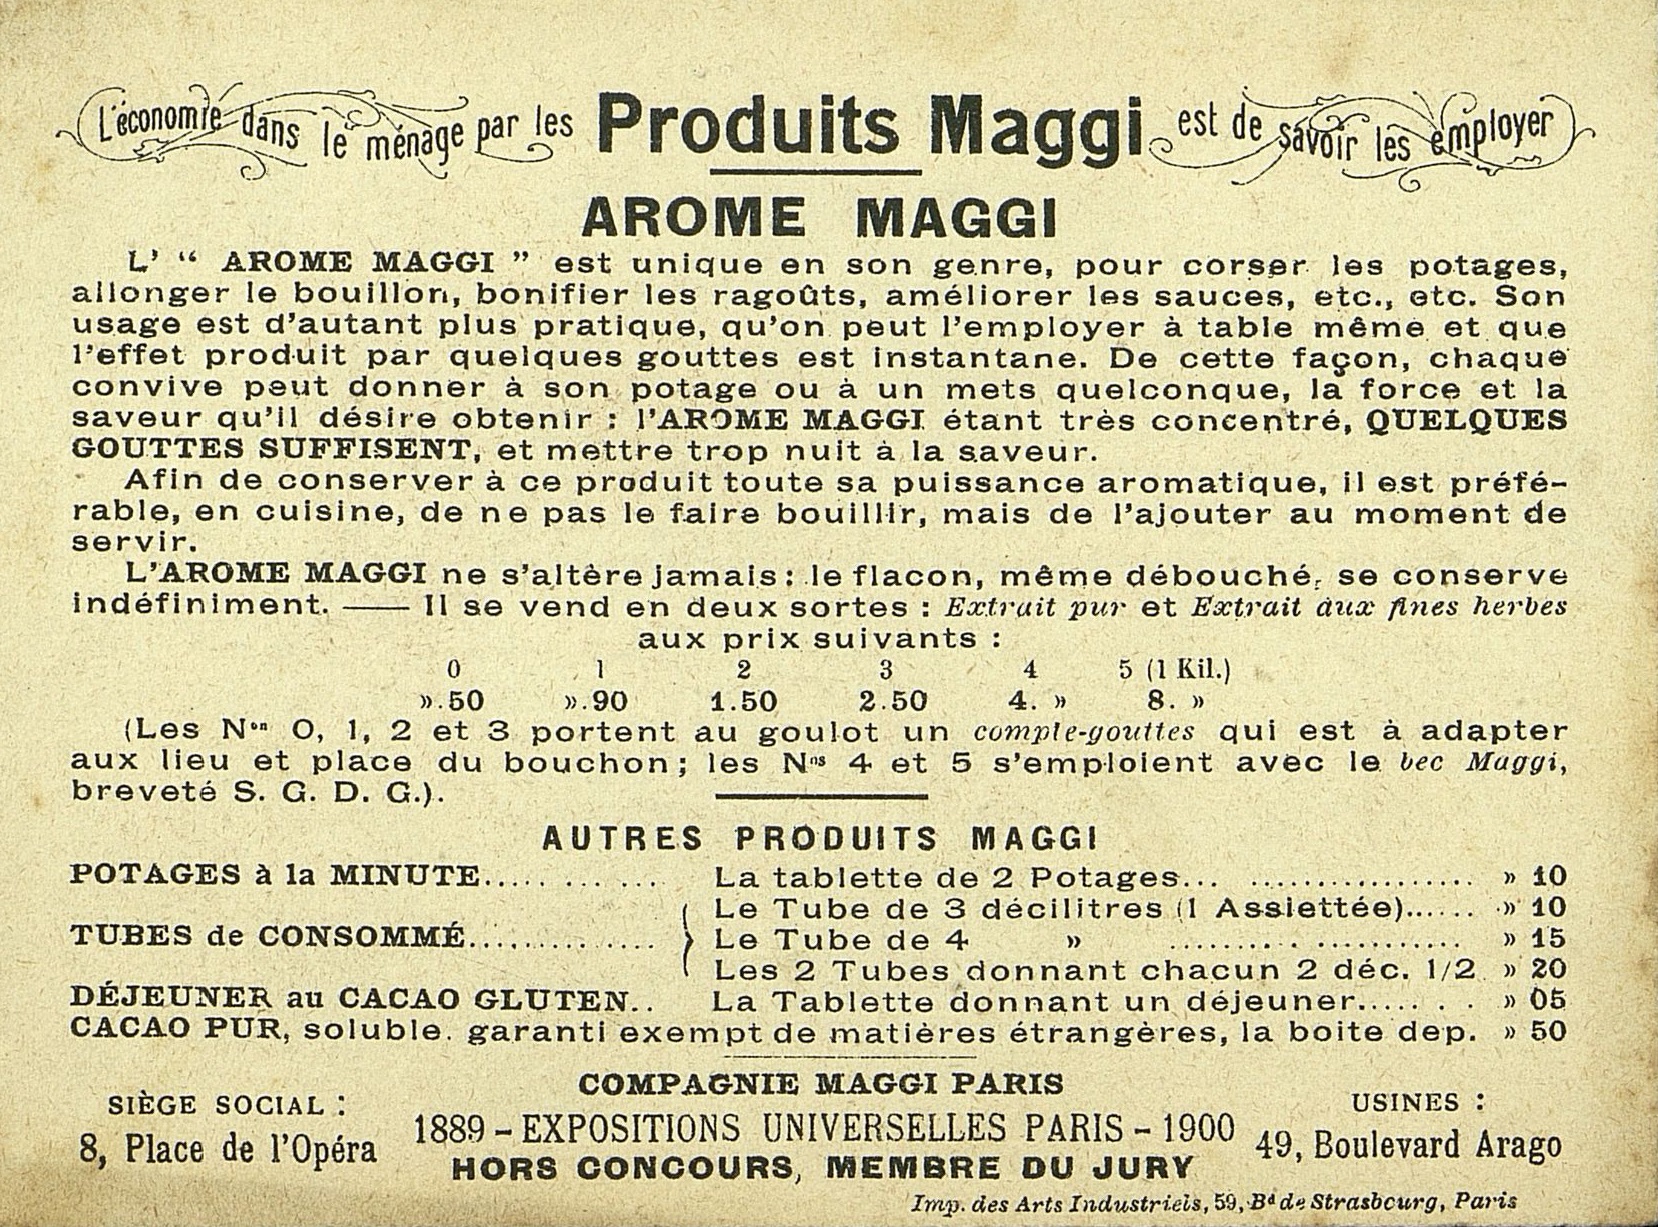 L'économie dans le ménage par les Produits Maggi est de savoir les employer
AROME MAGGI
L' “ AROME MAGGI ” est unique en son genre, pour corser les potages,
allonger le bouillon, bonifier les ragoûts, améliorer les sauces, etc., etc. Son
usage est d'autant plus pratique, qu'on peut l'employer à table même et que
l'effet produit par quelques gouttes est instantane. De cette façon, chaque
convive peut donner à son potage ou à un mets quelconque, la force et la
saveur qu'il désire obtenir : l'AROME MAGGI étant très concentré, QUELQUES
GOUTTES SUFFISENT, et mettre trop nuit à la saveur.
Afin de conserver à ce produit toute sa puissance aromatique, il est préfé-
rable, en cuisine, de ne pas le faire bouillir, mais de l'ajouter au moment de
servir.
L'AROME MAGGI ne s'altère jamais : le flacon, même débouché, se conserve
indéfiniment. —— Il se vend en deux sortes : Extrait pur et Extrait aux fines herbes
aux prix suivants :
0 1 2 3 4 5 (1 Kil.)
».50 ».90 1.50 2.50 4. » 8. »
(Les Nos 0, 1, 2 et 3 portent au goulot un compte-gouttes qui est à adapter
aux lieu et place du bouchon ; les Nns 4 et 5 s'emploient avec le bec Maggi,
breveté S. G. D. G.).
AUTRES PRODUITS MAGGI
POTAGES à la MINUTE..... .. ... La tablette de 2 Potages... .................. » 10
Le Tube de 3 décilitres (1 Assiettée)...... » 10
TUBES de CONSOMMÉ.............. Le Tube de 4 » .................... » 15
Les 2 Tubes donnant chacun 2 déc. 1/2 » 20
DÉJEUNER au CACAO GLUTEN.. La Tablette donnant un déjeuner...... . . » 05
CACAO PUR, soluble. garanti exempt de matières étrangères, la boite dep. » 50
COMPAGNIE MAGGI PARIS
SIÈGE SOCIAL :
8, Place de l'Opéra
1889 - EXPOSITIONS UNIVERSELLES PARIS - 1900
HORS CONCOURS, MEMBRE DU JURY
USINES :
49, Boulevard Arago
Imp. des Arts Industriels, 59, Bd de Strasbourg, Paris